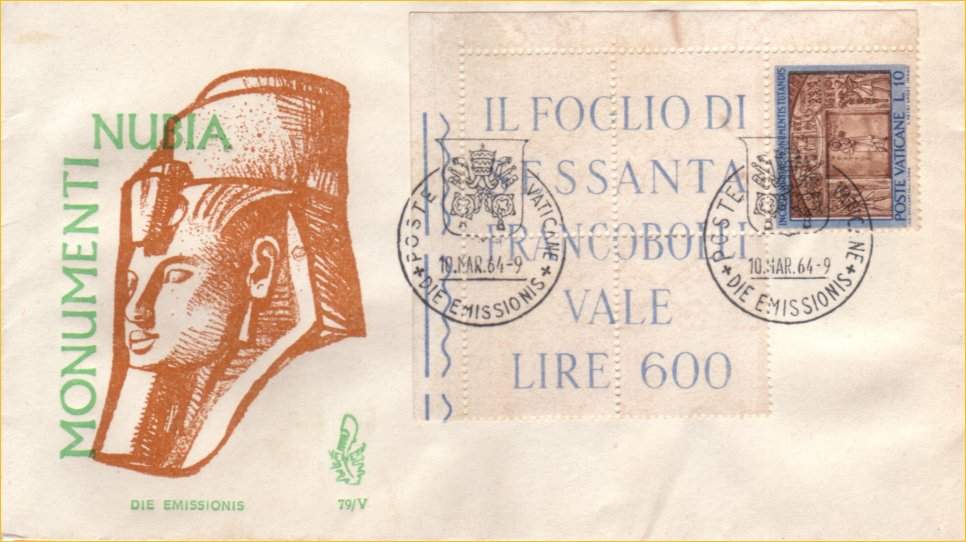 MONUMENTI
NUBIA
DIE EMISSIONIS
79/V
IL FOGLIO DI
ESSANTA
FRANCOBOLLI
VALE
LIRE 600
POSTE VATICANE
10.MAR.64-9
+ DIE EMISSIONIS +
POSTE VATICANE
10.MAR.64-9
+ DIE EMISSIONIS +
POSTE VATICANE L. 10